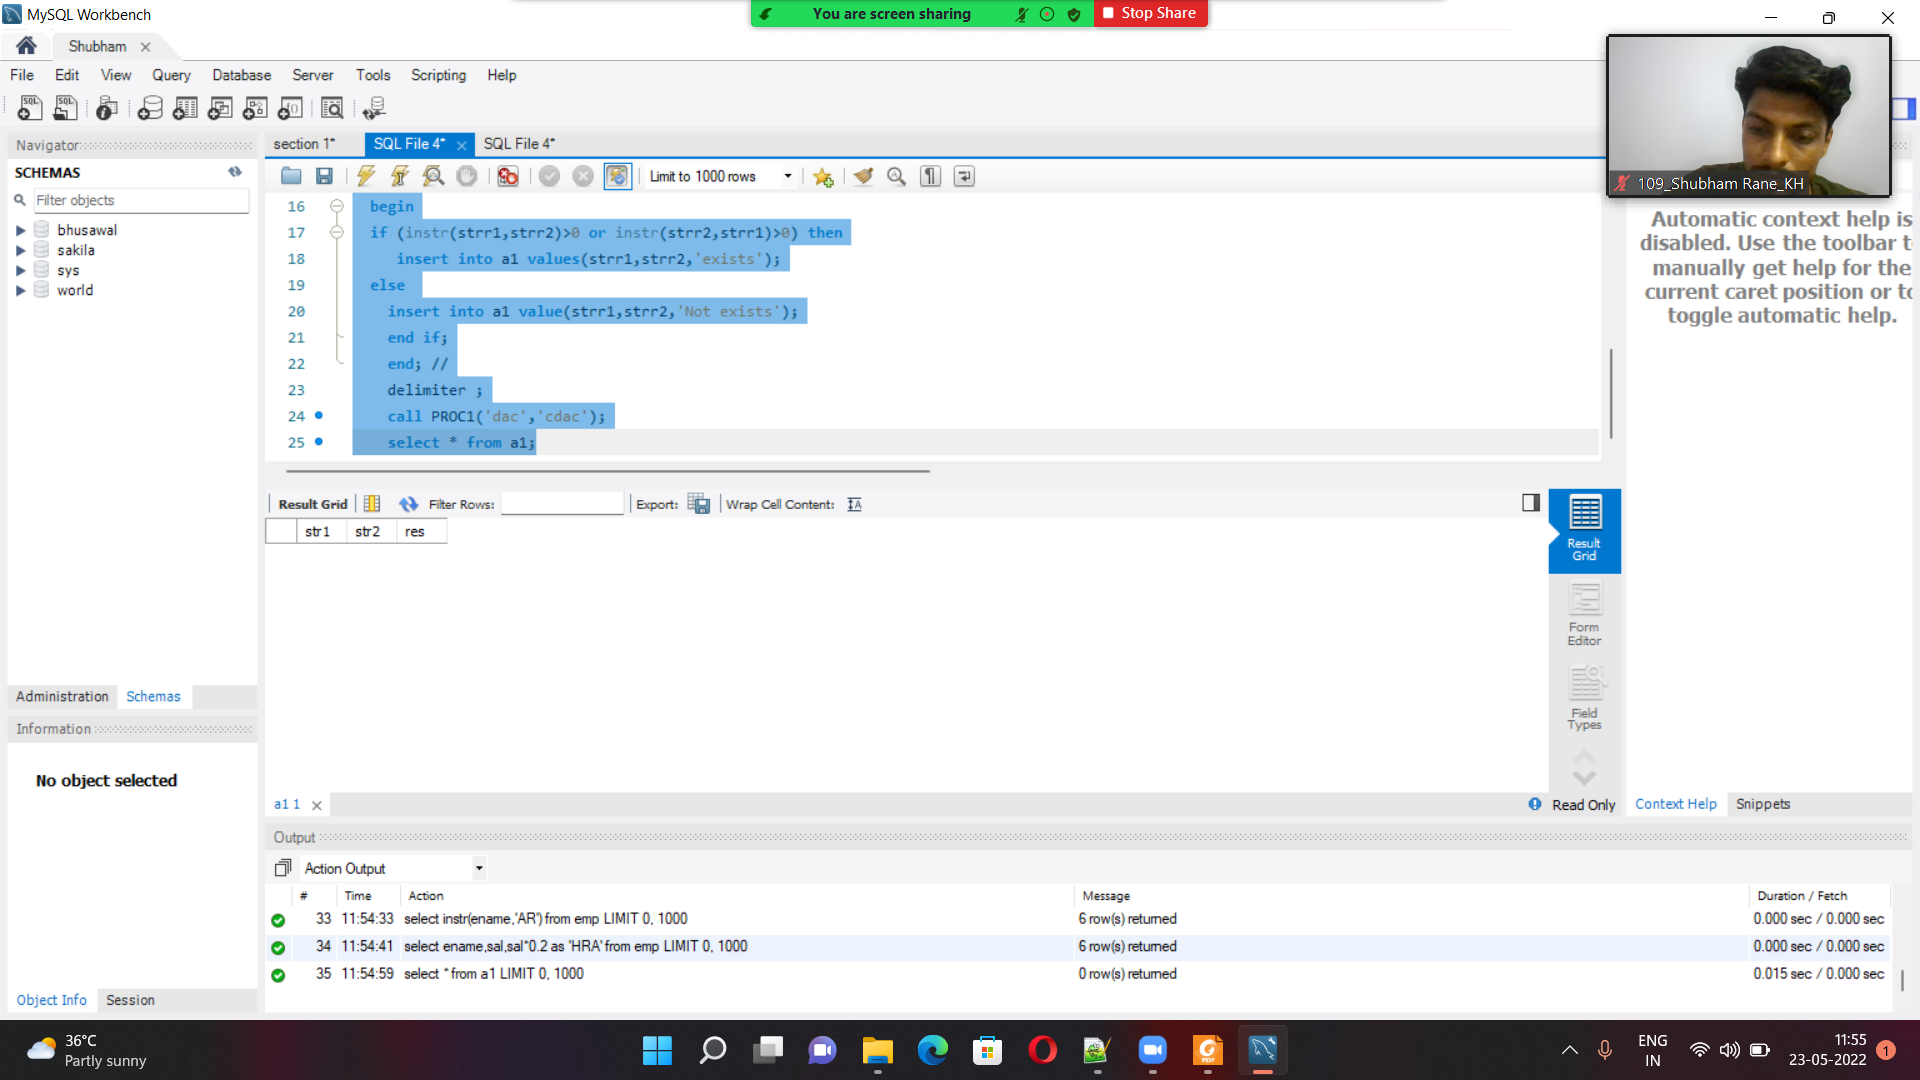 MySQL Workbench
You are screen sharing
Stop Share
Shubham
File Edit View Query Database Server Tools Scripting Help
109_Shubham Rane_KH
Navigator
section 1* SQL File 4* SQL File 4*
SCHEMAS
Limit to 1000 rows
Filter objects
bhusawal
sakila
sys
world
16 begin
17 if (instr(strr1,strr2)>0 or instr(strr2,strr1)>0) then
18 insert into a1 values(strr1,strr2,'exists');
19 else
20 insert into a1 value(strr1,strr2,'Not exists');
21 end if;
22 end; //
23 delimiter ;
24 call PROC1('dac','cdac');
25 select * from a1;
Automatic context help is
disabled. Use the toolbar t
manually get help for the
current caret position or to
toggle automatic help.
Result Grid Filter Rows: Export: Wrap Cell Content:
str1 str2 res
Result
Grid
Form
Editor
Field
Types
Administration Schemas
Information
No object selected
a1 1
Read Only
Context Help Snippets
Output
Action Output
# Time Action Message Duration / Fetch
33 11:54:33 select instr(ename,'AR') from emp LIMIT 0, 1000 6 row(s) returned 0.000 sec / 0.000 sec
34 11:54:41 select ename,sal,sal*0.2 as 'HRA' from emp LIMIT 0, 1000 6 row(s) returned 0.000 sec / 0.000 sec
35 11:54:59 select * from a1 LIMIT 0, 1000 0 row(s) returned 0.015 sec / 0.000 sec
Object Info Session
36°C
Partly sunny
ENG
IN
11:55
23-05-2022
1